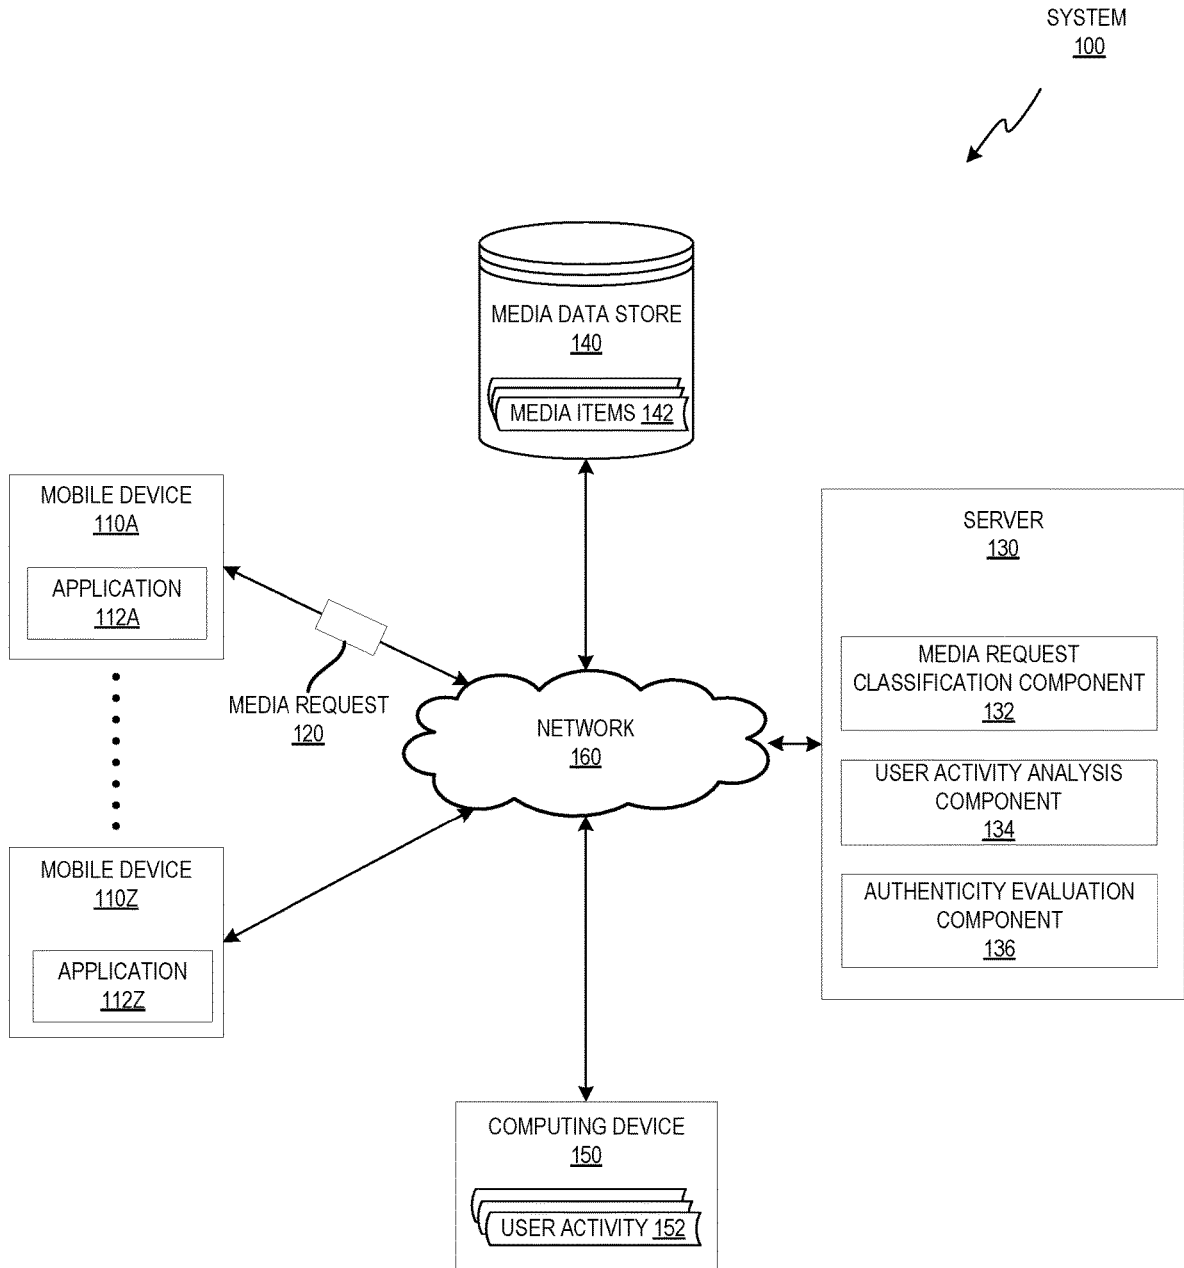 SYSTEM
100
MEDIA DATA STORE
140
MEDIA ITEMS 142
MOBILE DEVICE
110A
APPLICATION
112A
MEDIA REQUEST
120
SERVER
130
MEDIA REQUEST
CLASSIFICATION COMPONENT
132
USER ACTIVITY ANALYSIS
COMPONENT
134
AUTHENTICITY EVALUATION
COMPONENT
136
NETWORK
160
MOBILE DEVICE
110Z
APPLICATION
112Z
COMPUTING DEVICE
150
USER ACTIVITY 152